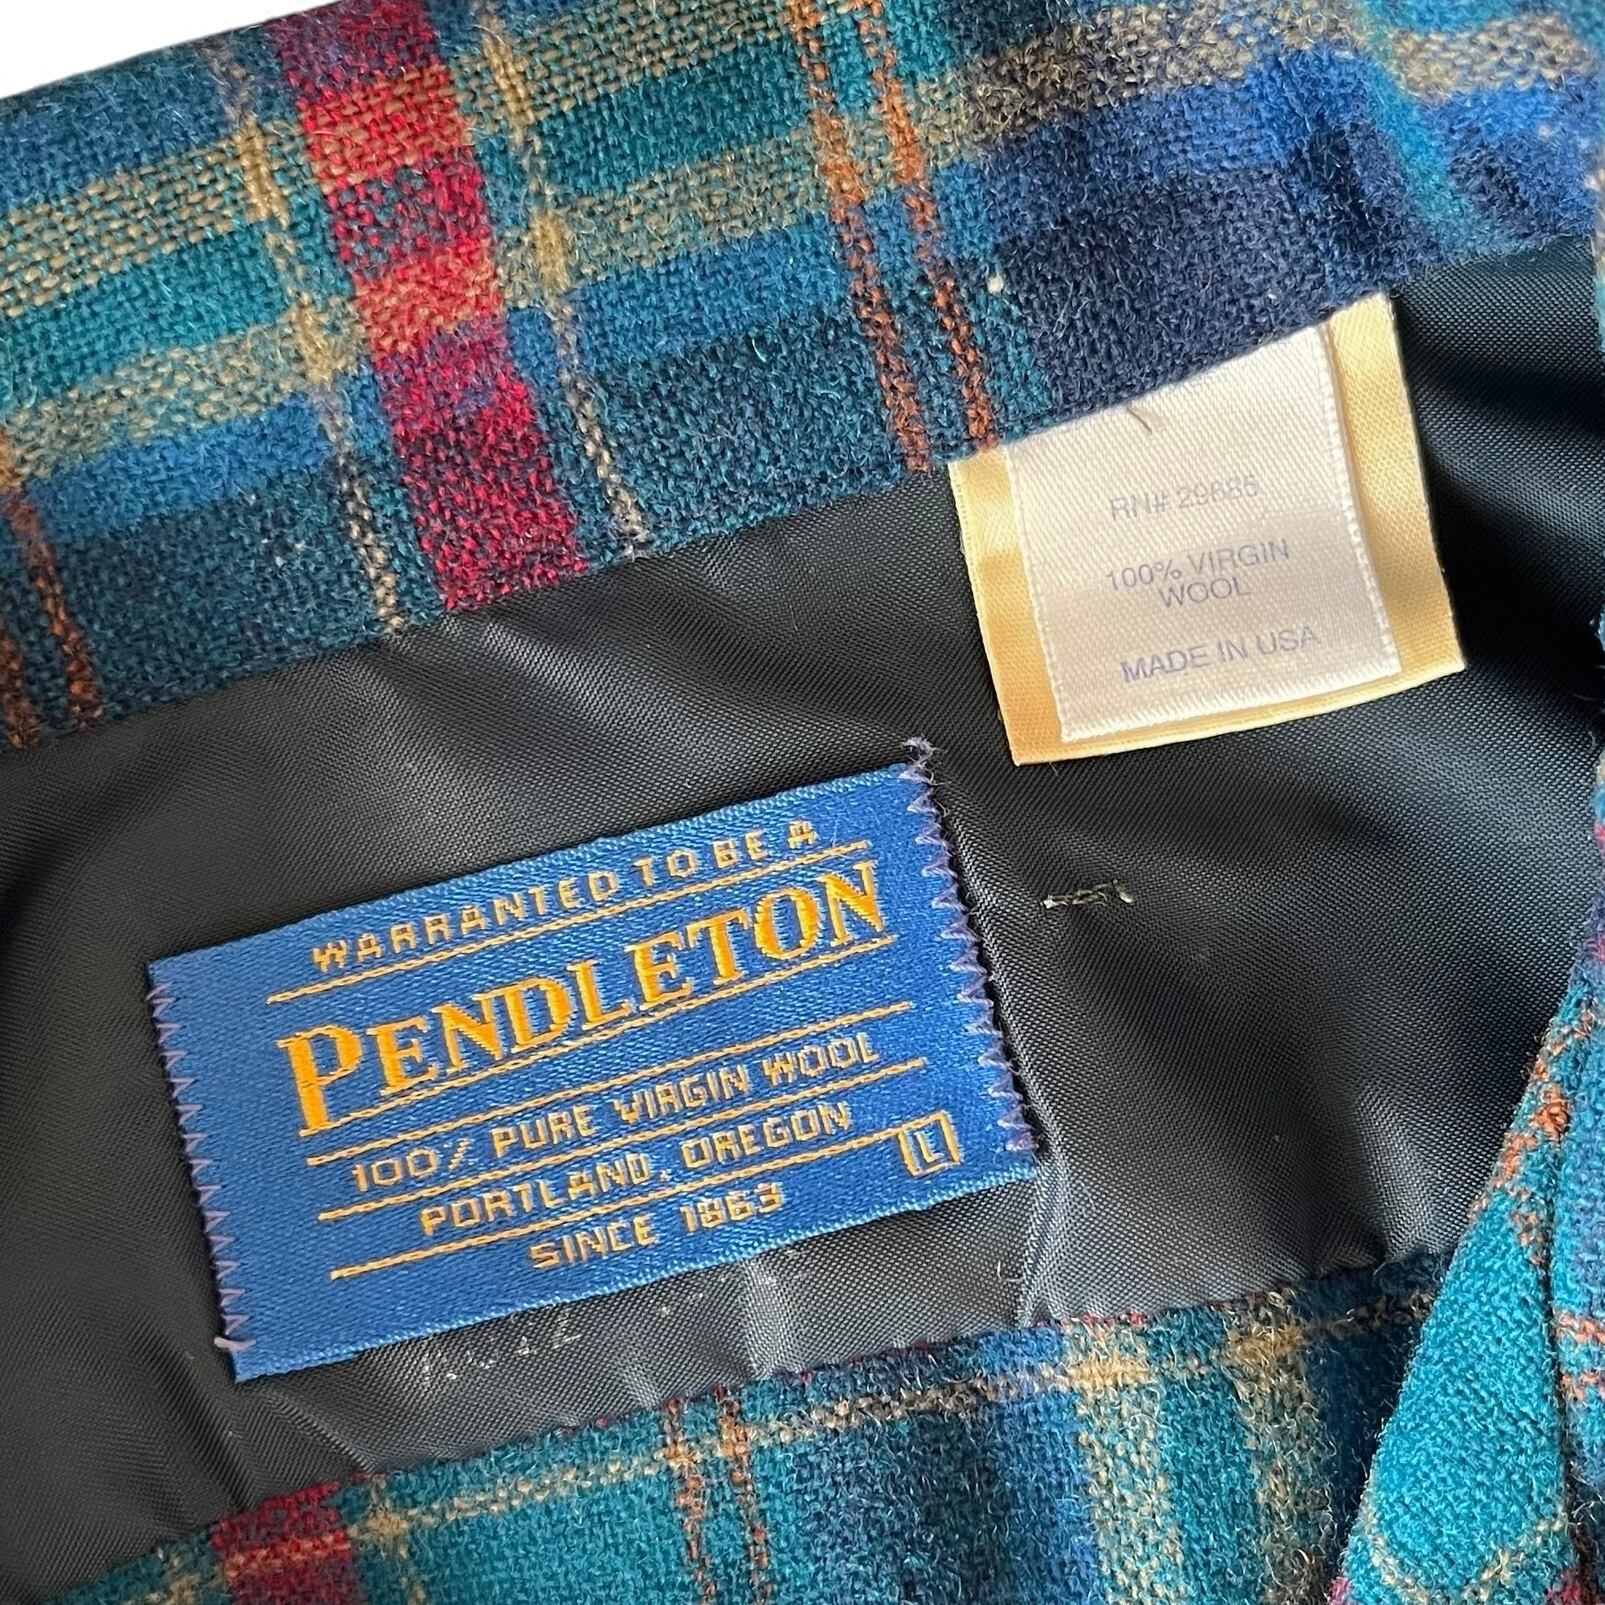 RN# 29685
100% VIRGIN
WOOL
MADE IN USA
WARRANTED TO BE A
PENDLETON
100% PURE VIRGIN WOOL
PORTLAND, OREGON
L
SINCE 1863